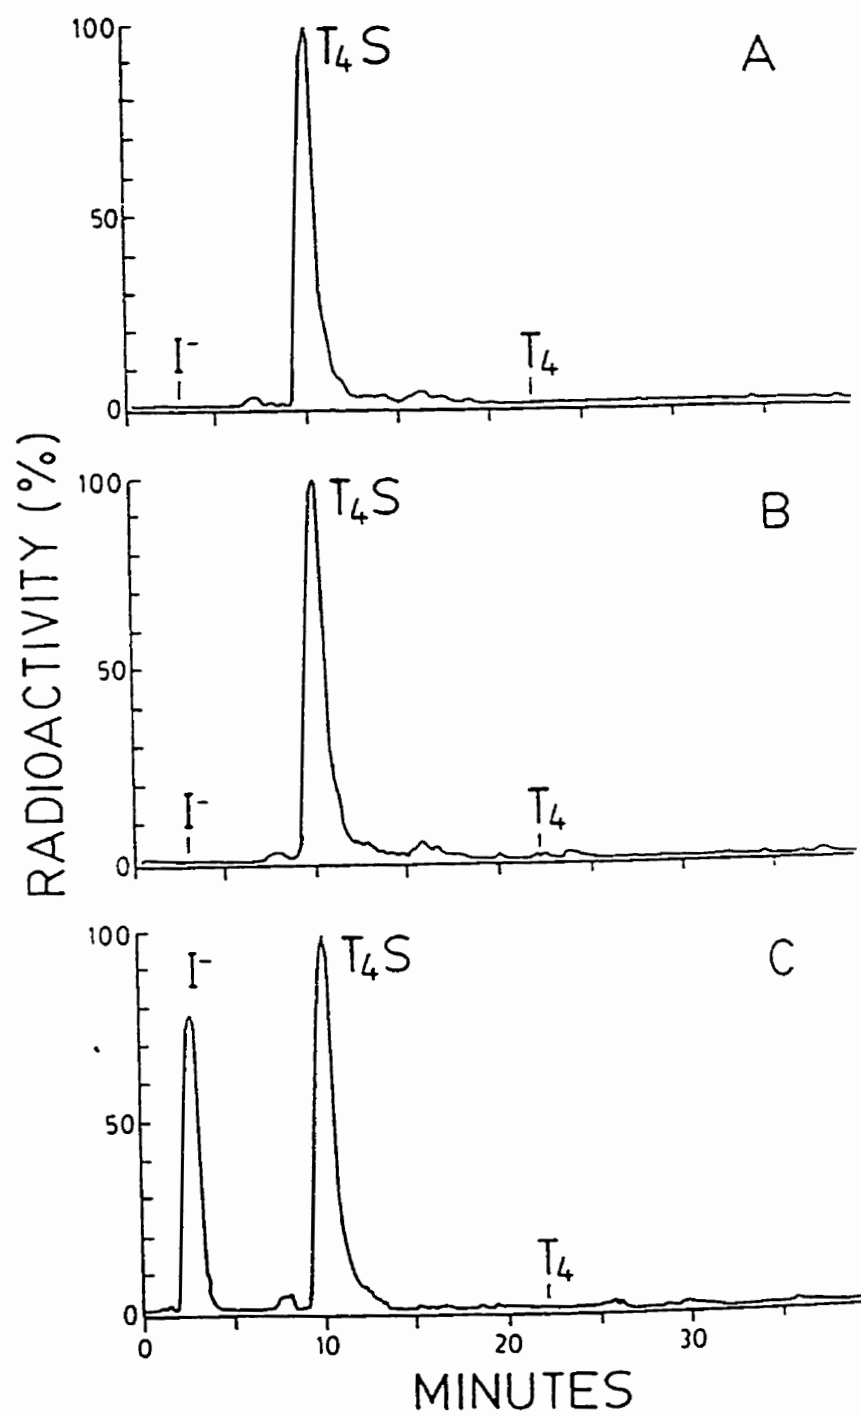 100
T₄S
A
50
I⁻
T₄
0
RADIOACTIVITY (%)
100
T₄S
B
50
I⁻
T₄
0
100
I⁻
T₄S
C
50
T₄
0
0 10 20 30
MINUTES